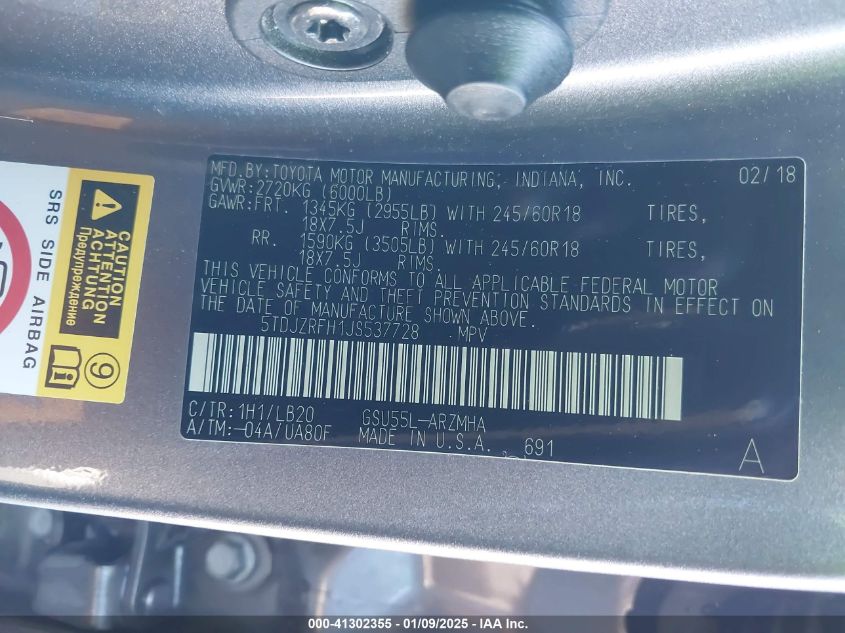 MFD.BY:TOYOTA MOTOR MANUFACTURING, INDIANA, INC. 02/18
GVWR:2720KG (6000LB)
GAWR:FRT. 1345KG (2955LB) WITH 245/60R18 TIRES,
18X7.5J RIMS.
RR. 1590KG (3505LB) WITH 245/60R18 TIRES,
18X7.5J RIMS.
THIS VEHICLE CONFORMS TO ALL APPLICABLE FEDERAL MOTOR
VEHICLE SAFETY AND THEFT PREVENTION STANDARDS IN EFFECT ON
THE DATE OF MANUFACTURE SHOWN ABOVE.
5TDJZRFH1JS537728 MPV
C/TR:1H1/LB20 GSU55L-ARZMHA
A/TM:-04A/UA80F MADE IN U.S.A. 691
A
SRS SIDE AIRBAG
CAUTION
ATTENTION
ACHTUNG
Предупреждение
9
000-41302355 - 01/09/2025 - IAA Inc.